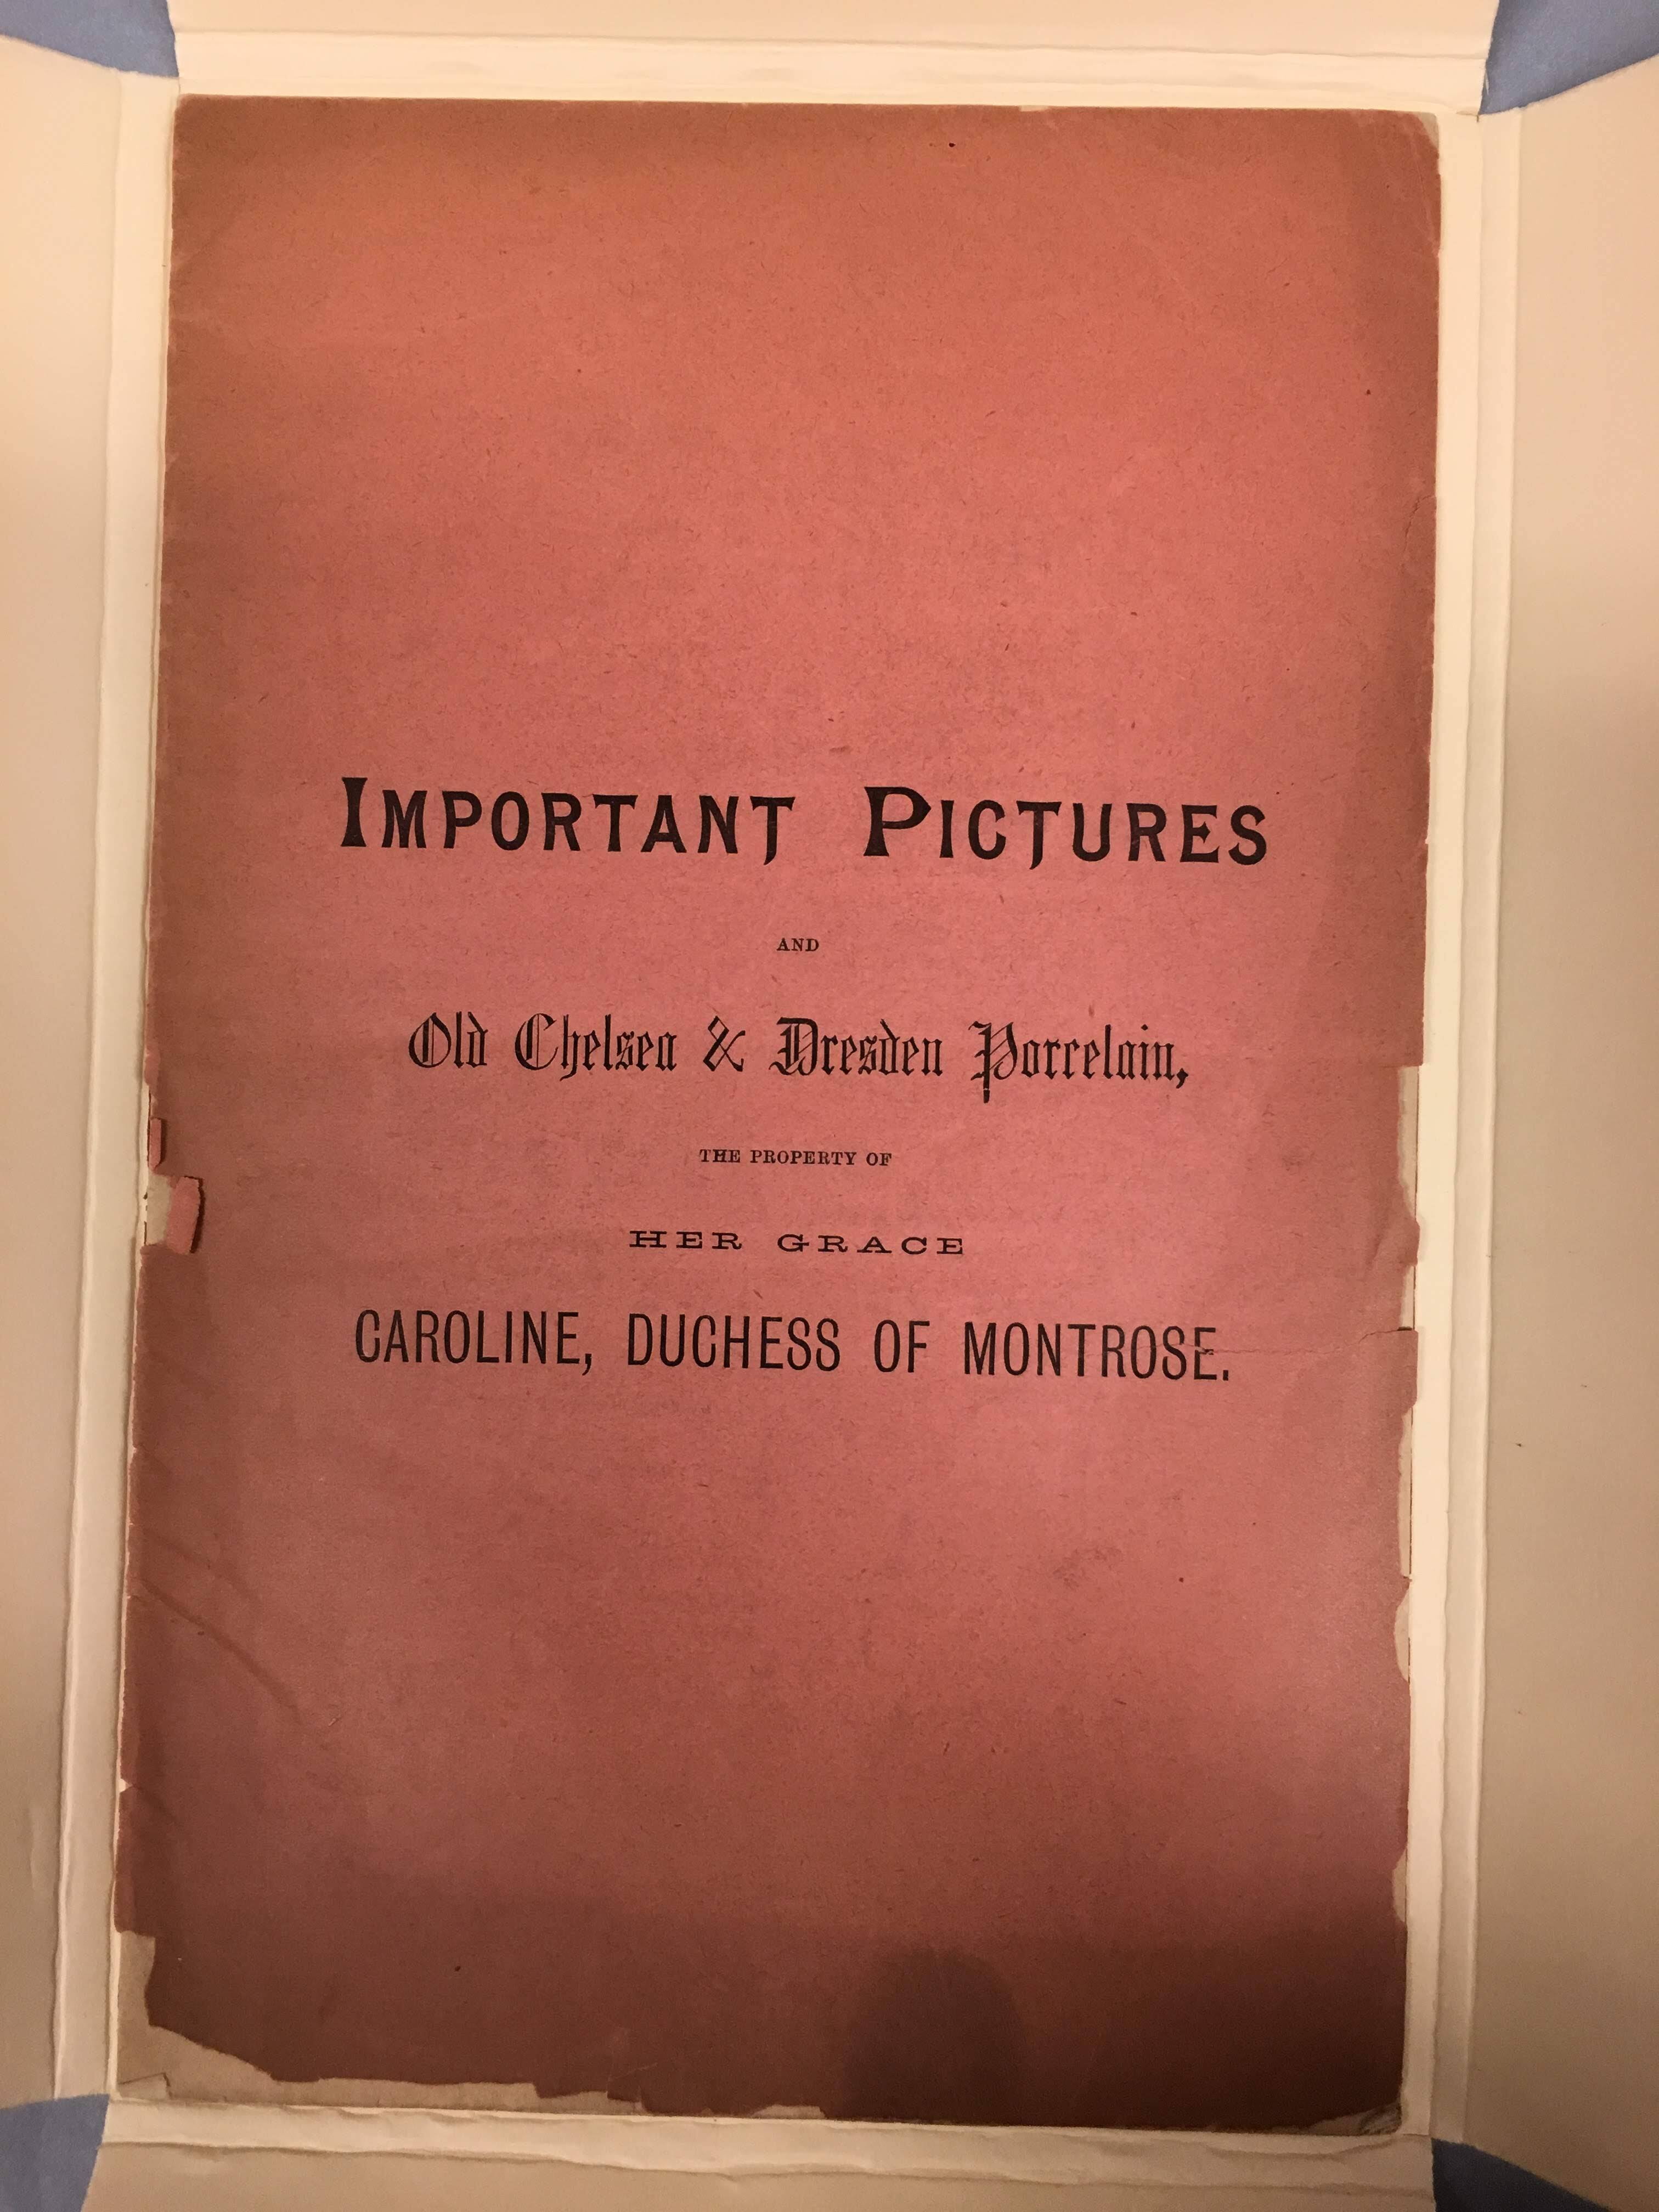 IMPORTANT PICTURES
AND
Old Chelsea & Dresden Porcelain,
THE PROPERTY OF
HER GRACE
CAROLINE, DUCHESS OF MONTROSE.